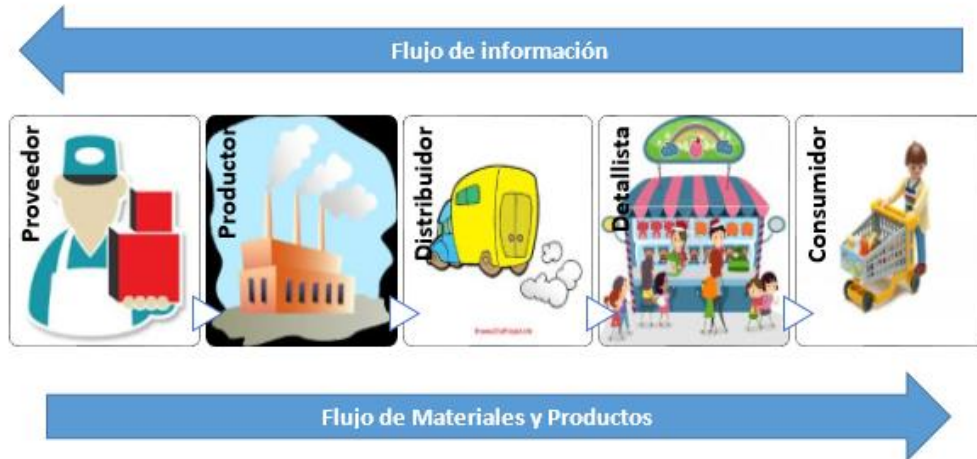 Flujo de información
Proveedor
Productor
Distribuidor
Detallista
Consumidor
Flujo de Materiales y Productos